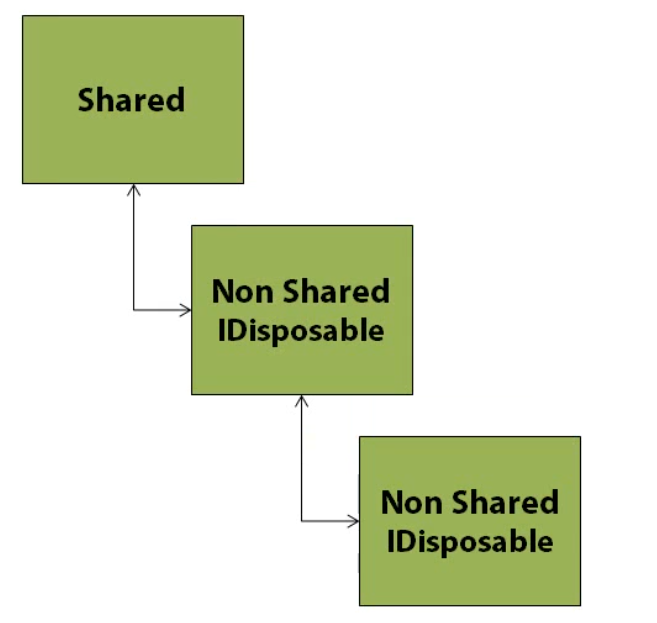 Shared
Non Shared
IDisposable
Non Shared
IDisposable